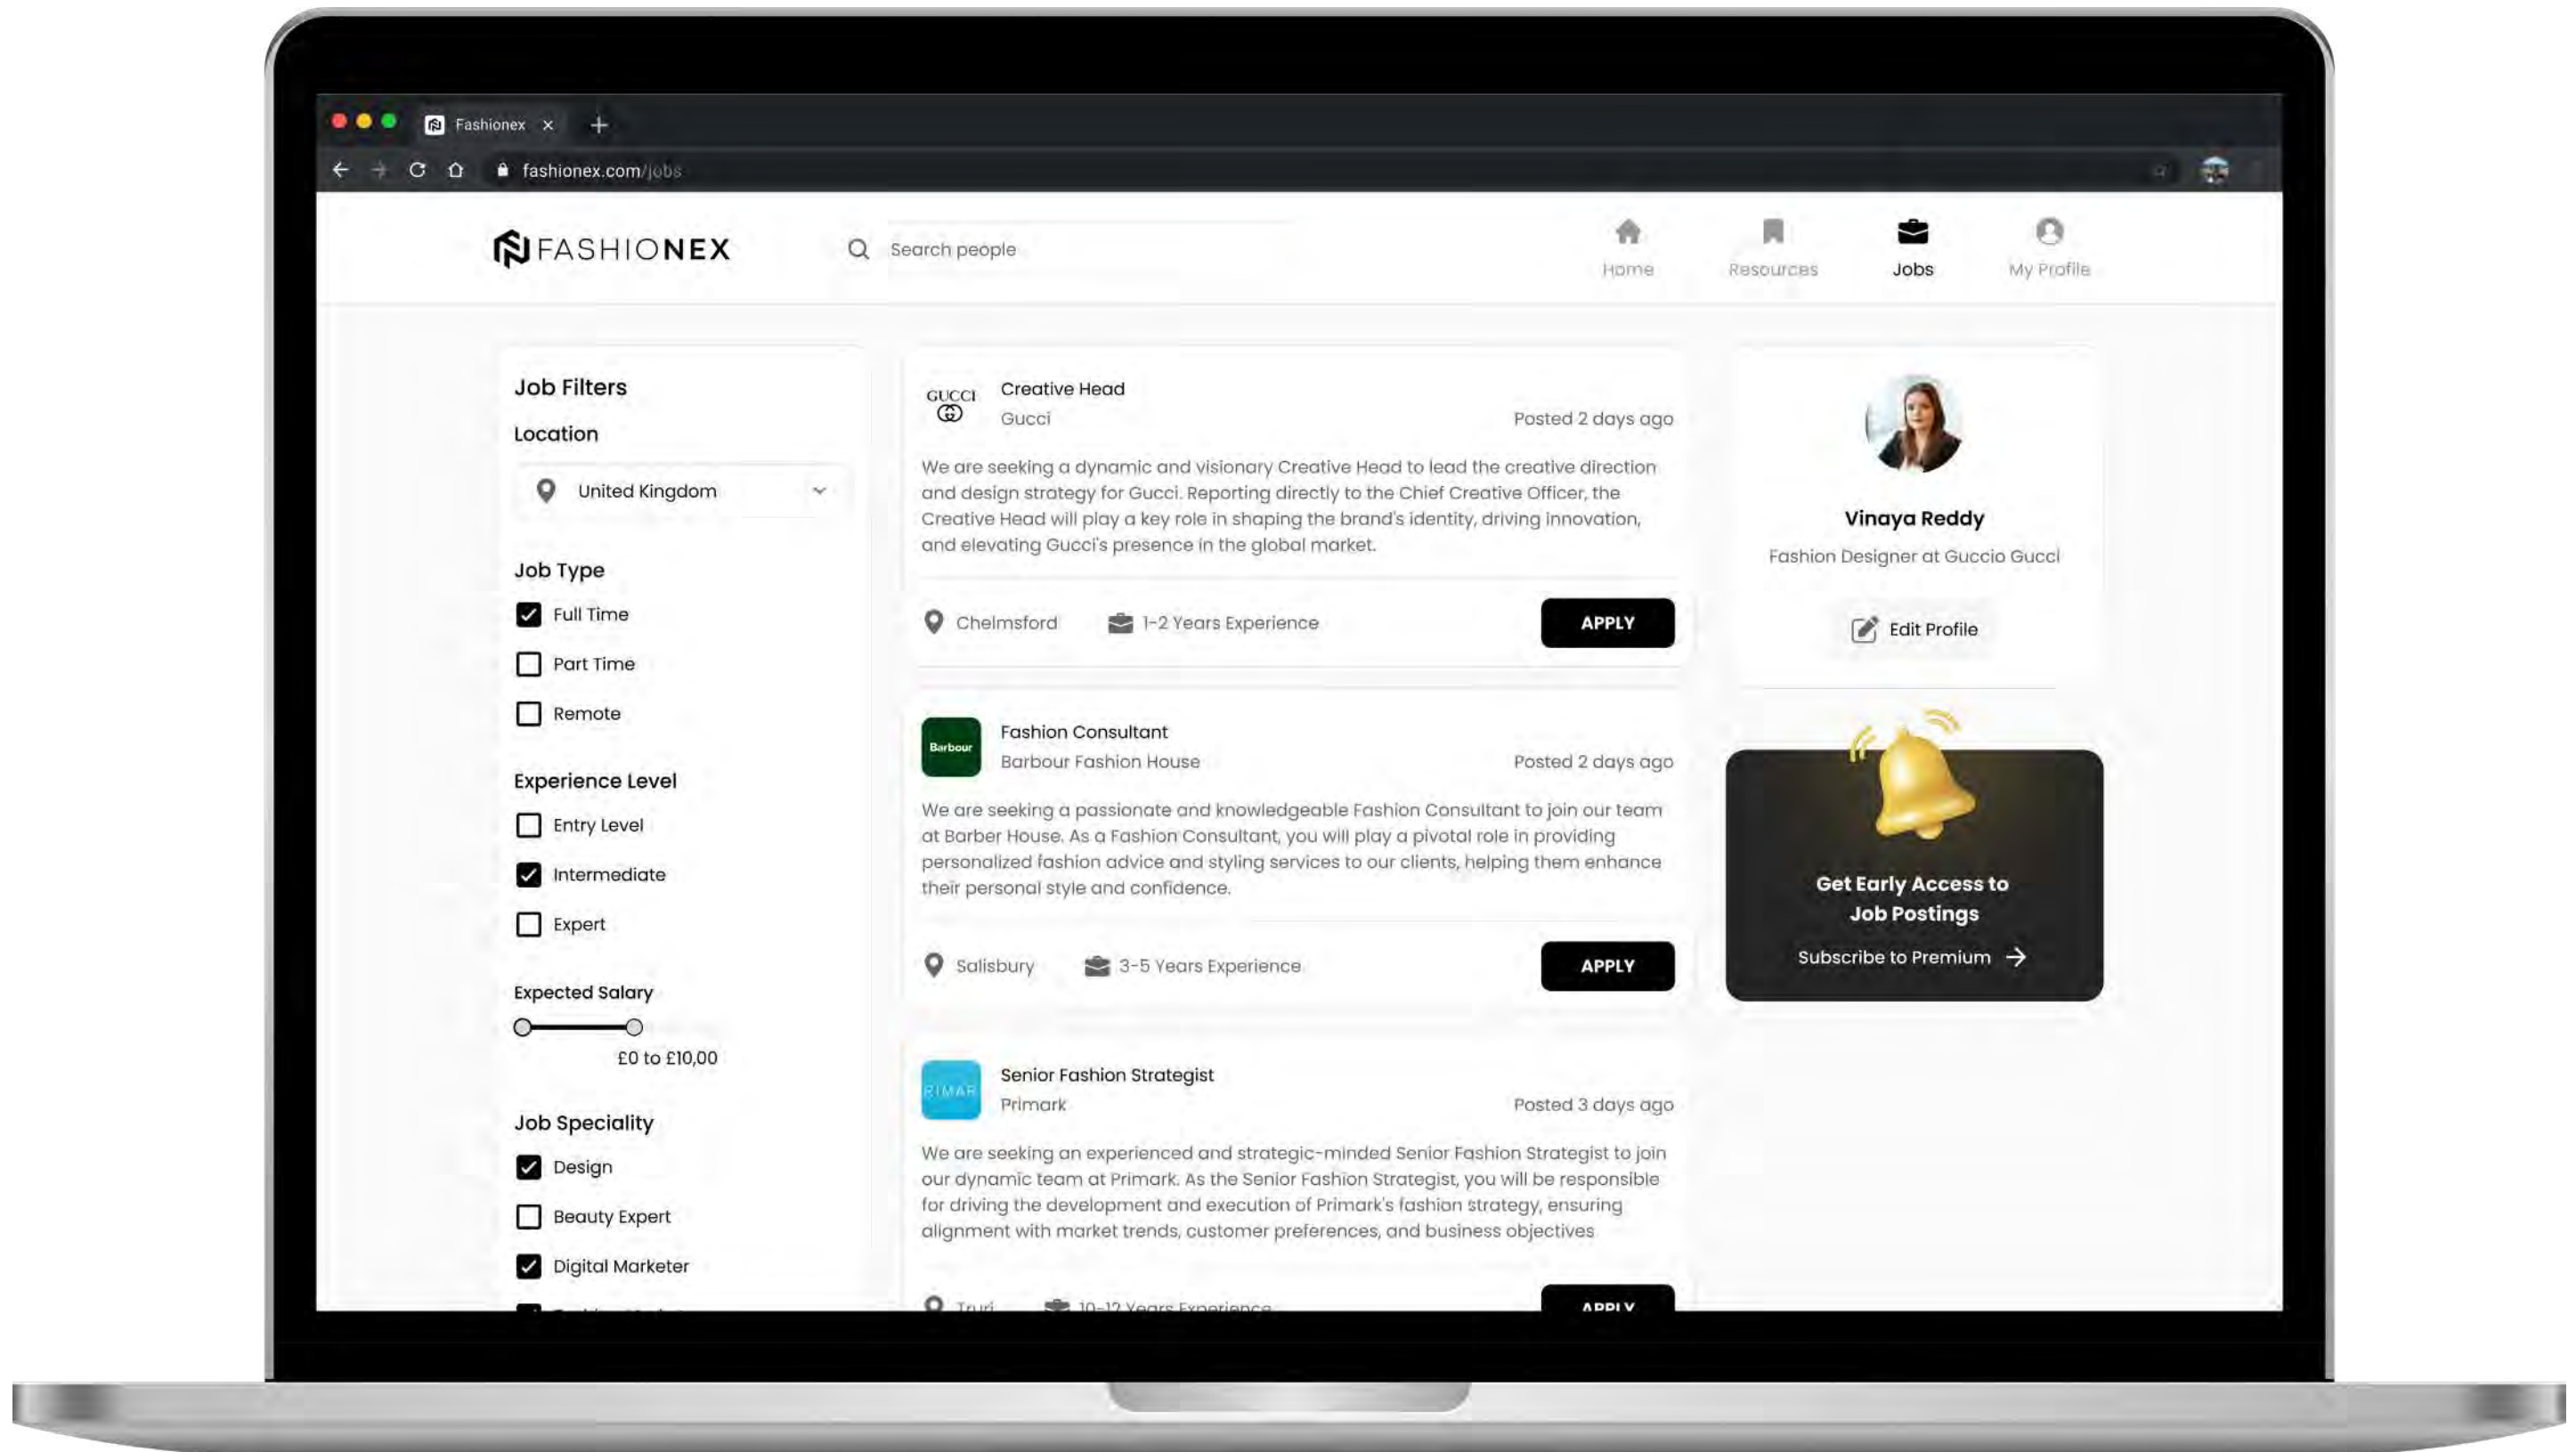 Fashionex
fashionex.com/jobs
FASHIONEX
Search people
Home
Resources
Jobs
My Profile
Job Filters
Location
United Kingdom
Job Type
Full Time
Part Time
Remote
Experience Level
Entry Level
Intermediate
Expert
Expected Salary
£0 to £10,00
Job Speciality
Design
Beauty Expert
Digital Marketer
GUCCI
Creative Head
Gucci
Posted 2 days ago
We are seeking a dynamic and visionary Creative Head to lead the creative direction
and design strategy for Gucci. Reporting directly to the Chief Creative Officer, the
Creative Head will play a key role in shaping the brand's identity, driving innovation,
and elevating Gucci's presence in the global market.
Chelmsford
1-2 Years Experience
APPLY
Barbour
Fashion Consultant
Barbour Fashion House
Posted 2 days ago
We are seeking a passionate and knowledgeable Fashion Consultant to join our team
at Barber House. As a Fashion Consultant, you will play a pivotal role in providing
personalized fashion advice and styling services to our clients, helping them enhance
their personal style and confidence.
Salisbury
3-5 Years Experience
APPLY
RIMAR
Senior Fashion Strategist
Primark
Posted 3 days ago
We are seeking an experienced and strategic-minded Senior Fashion Strategist to join
our dynamic team at Primark. As the Senior Fashion Strategist, you will be responsible
for driving the development and execution of Primark's fashion strategy, ensuring
alignment with market trends, customer preferences, and business objectives
Truri
10-12 Years Experience
APPLY
Vinaya Reddy
Fashion Designer at Guccio Gucci
Edit Profile
Get Early Access to
Job Postings
Subscribe to Premium